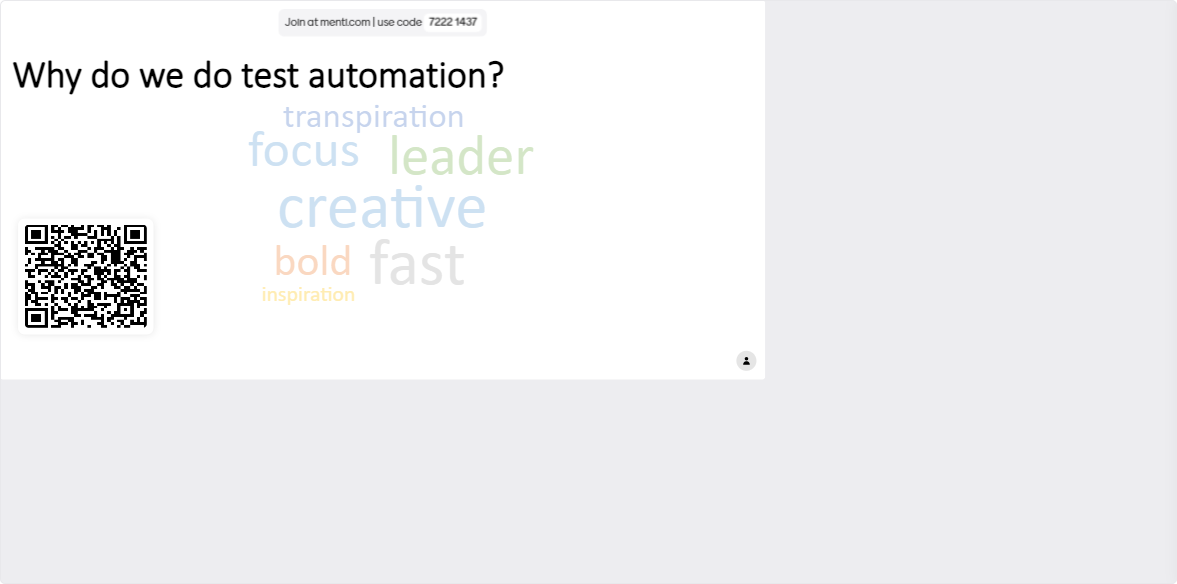 Join at menti.com | use code 7222 1437
Why do we do test automation?
transpiration
focus leader
creative
bold fast
inspiration